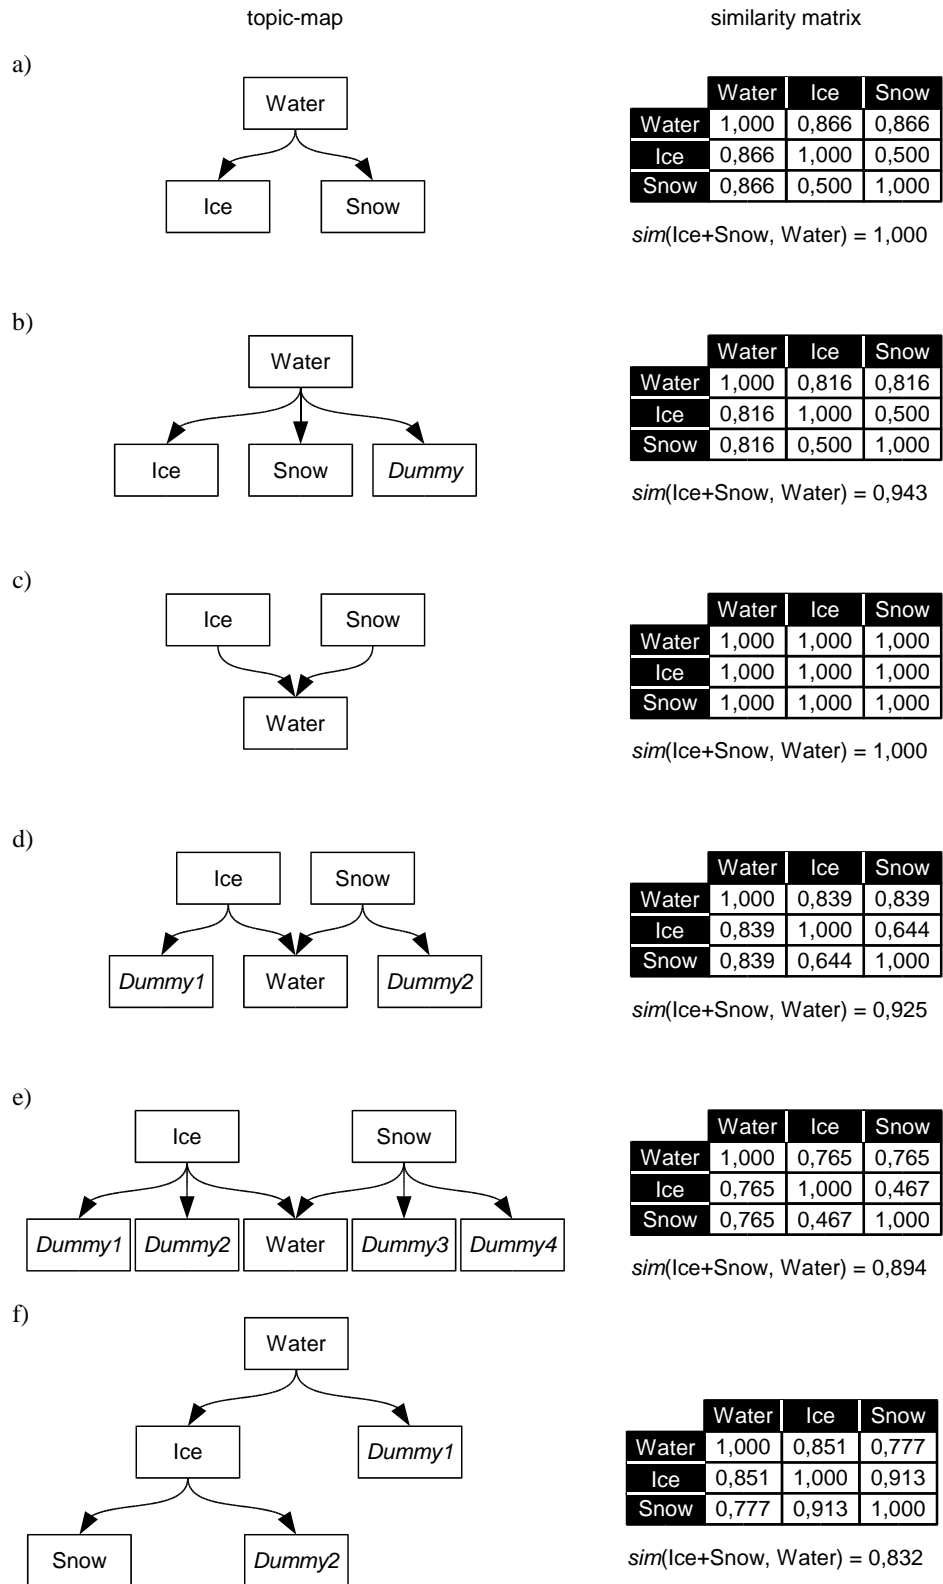 topic-map
similarity matrix
a)
Water
Ice
Snow
Water Ice Snow
Water 1,000 0,866 0,866
Ice 0,866 1,000 0,500
Snow 0,866 0,500 1,000
sim(Ice+Snow, Water) = 1,000
b)
Water
Ice
Snow
Dummy
Water Ice Snow
Water 1,000 0,816 0,816
Ice 0,816 1,000 0,500
Snow 0,816 0,500 1,000
sim(Ice+Snow, Water) = 0,943
c)
Ice
Snow
Water
Water Ice Snow
Water 1,000 1,000 1,000
Ice 1,000 1,000 1,000
Snow 1,000 1,000 1,000
sim(Ice+Snow, Water) = 1,000
d)
Ice
Snow
Dummy1
Water
Dummy2
Water Ice Snow
Water 1,000 0,839 0,839
Ice 0,839 1,000 0,644
Snow 0,839 0,644 1,000
sim(Ice+Snow, Water) = 0,925
e)
Ice
Snow
Dummy1
Dummy2
Water
Dummy3
Dummy4
Water Ice Snow
Water 1,000 0,765 0,765
Ice 0,765 1,000 0,467
Snow 0,765 0,467 1,000
sim(Ice+Snow, Water) = 0,894
f)
Water
Ice
Dummy1
Snow
Dummy2
Water Ice Snow
Water 1,000 0,851 0,777
Ice 0,851 1,000 0,913
Snow 0,777 0,913 1,000
sim(Ice+Snow, Water) = 0,832